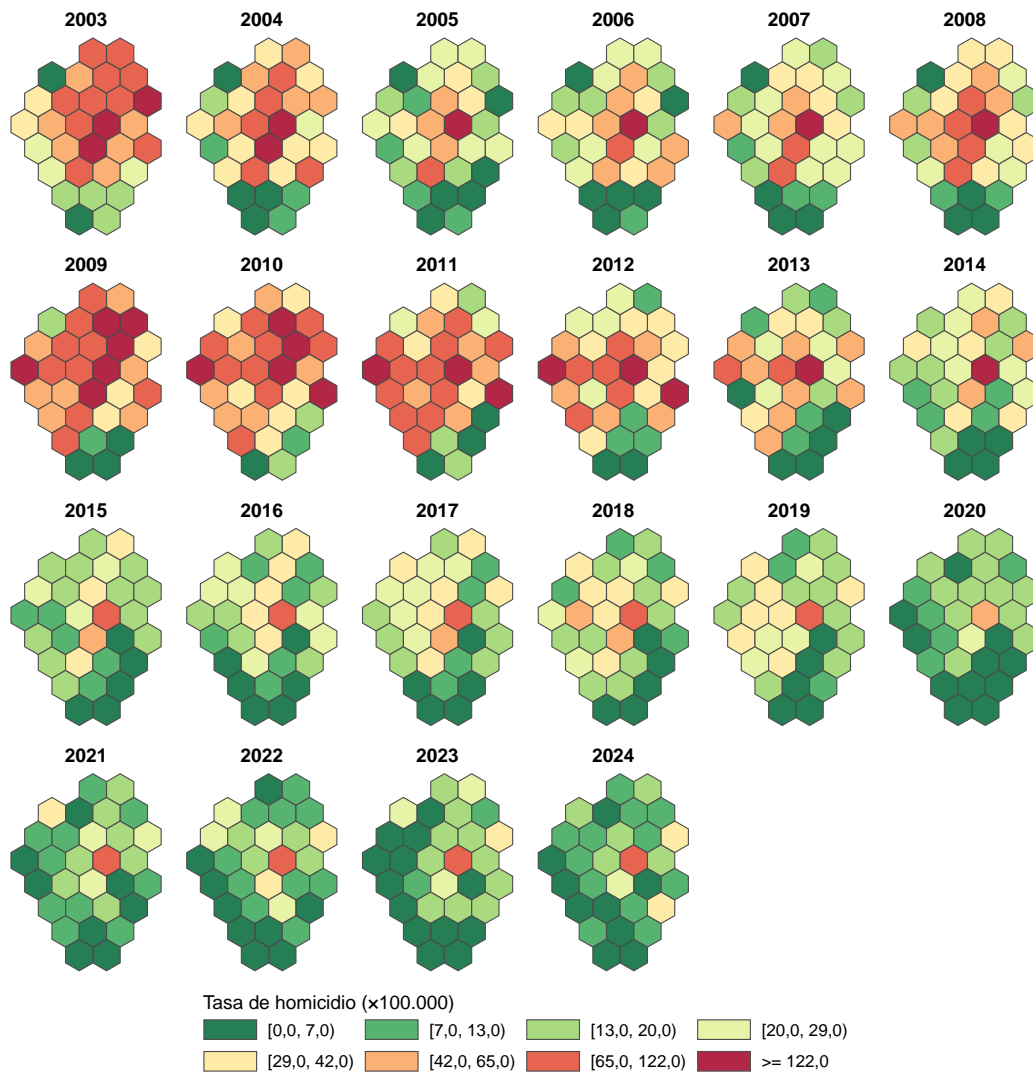 2003 2004 2005 2006 2007 2008
2009 2010 2011 2012 2013 2014
2015 2016 2017 2018 2019 2020
2021 2022 2023 2024
Tasa de homicidio (×100.000)
[0,0, 7,0) [7,0, 13,0) [13,0, 20,0) [20,0, 29,0)
[29,0, 42,0) [42,0, 65,0) [65,0, 122,0) >= 122,0